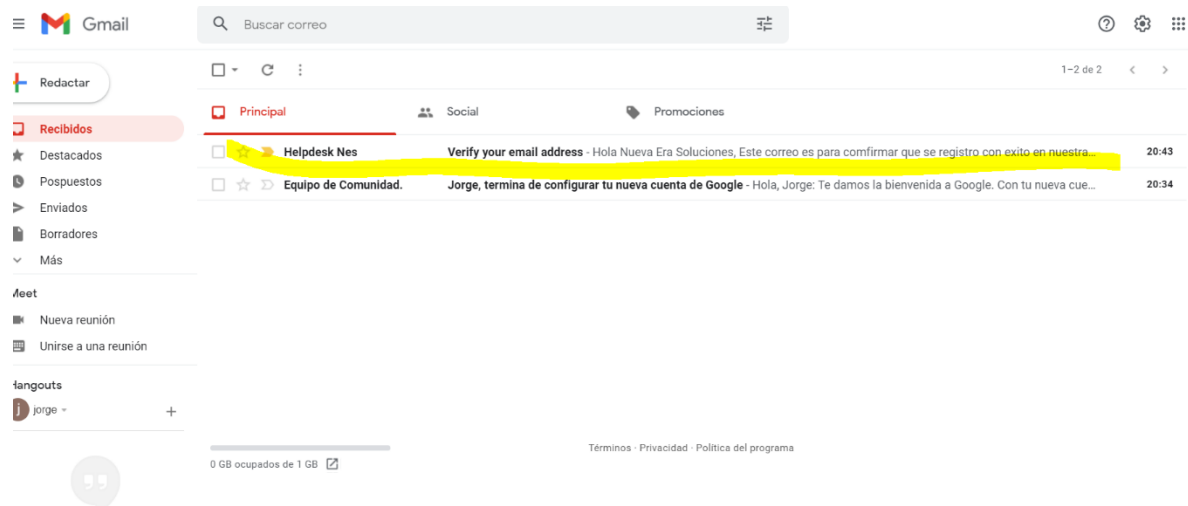 Gmail
Buscar correo
Redactar
1–2 de 2
Principal
Social
Promociones
Recibidos
Destacados
Pospuestos
Enviados
Borradores
Más
Helpdesk Nes Verify your email address - Hola Nueva Era Soluciones, Este correo es para comfirmar que se registro con exito en nuestra... 20:43
Equipo de Comunidad. Jorge, termina de configurar tu nueva cuenta de Google - Hola, Jorge: Te damos la bienvenida a Google. Con tu nueva cue... 20:34
Meet
Nueva reunión
Unirse a una reunión
Hangouts
j jorge
0 GB ocupados de 1 GB
Términos · Privacidad · Política del programa